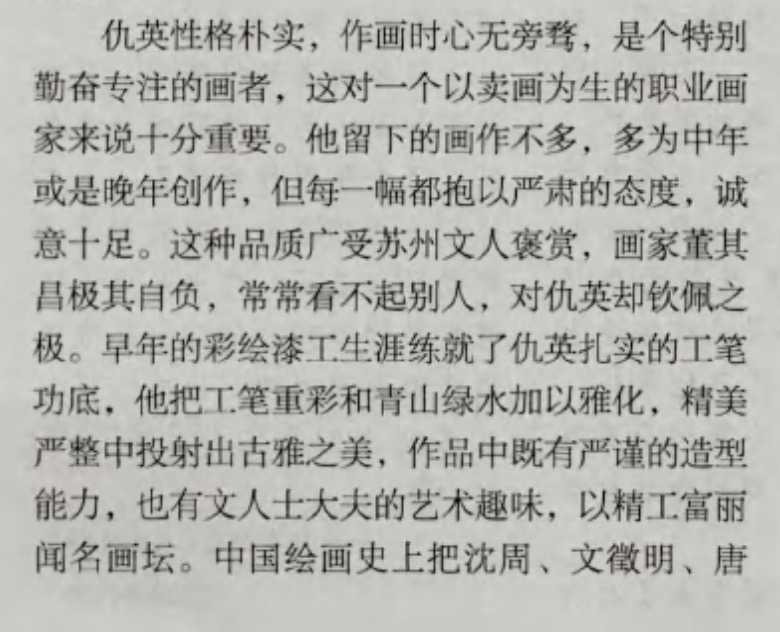 仇英性格朴实，作画时心无旁骛，是个特别
勤奋专注的画者，这对一个以卖画为生的职业画
家来说十分重要。他留下的画作不多，多为中年
或是晚年创作，但每一幅都抱以严肃的态度，诚
意十足。这种品质广受苏州文人褒赏，画家董其
昌极其自负，常常看不起别人，对仇英却钦佩之
极。早年的彩绘漆工生涯练就了仇英扎实的工笔
功底，他把工笔重彩和青山绿水加以雅化，精美
严整中投射出古雅之美，作品中既有严谨的造型
能力，也有文人士大夫的艺术趣味，以精工富丽
闻名画坛。中国绘画史上把沈周、文徵明、唐